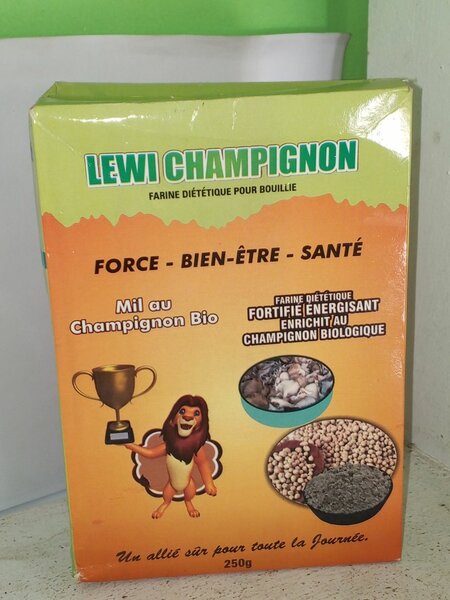 LEWI CHAMPIGNON
FARINE DIÉTÉTIQUE POUR BOUILLIE
FORCE - BIEN-ÊTRE - SANTÉ
Mil au
Champignon Bio
FARINE DIÉTÉTIQUE
FORTIFIÉ ÉNERGISANT
ENRICHIT AU
CHAMPIGNON BIOLOGIQUE
Un allié sûr pour toute la Journée.
250g